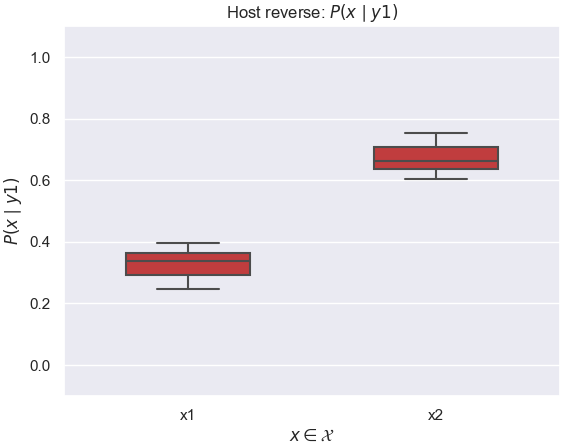 Host reverse: P(x | y1)
P(x | y1)
1.0
0.8
0.6
0.4
0.2
0.0
x1 x2
x ∈ 𝒳